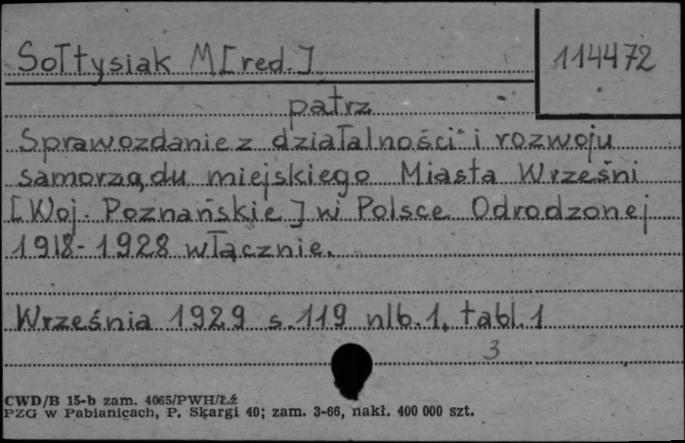 Sołtysiak M[red.]
114472
patrz
Sprawozdanie z działalności i rozwoju
samorządu miejskiego Miasta Wrześni
[Woj. Poznańskie] w Polsce Odrodzonej
1918-1928 włącznie.
Września 1929 s.119 nlb.1, tabl.1
3
CWD/B 15-b zam. 4065/PWH/Łź
PZG w Pabianicach, P. Skargi 40; zam. 3-66, nakł. 400 000 szt.